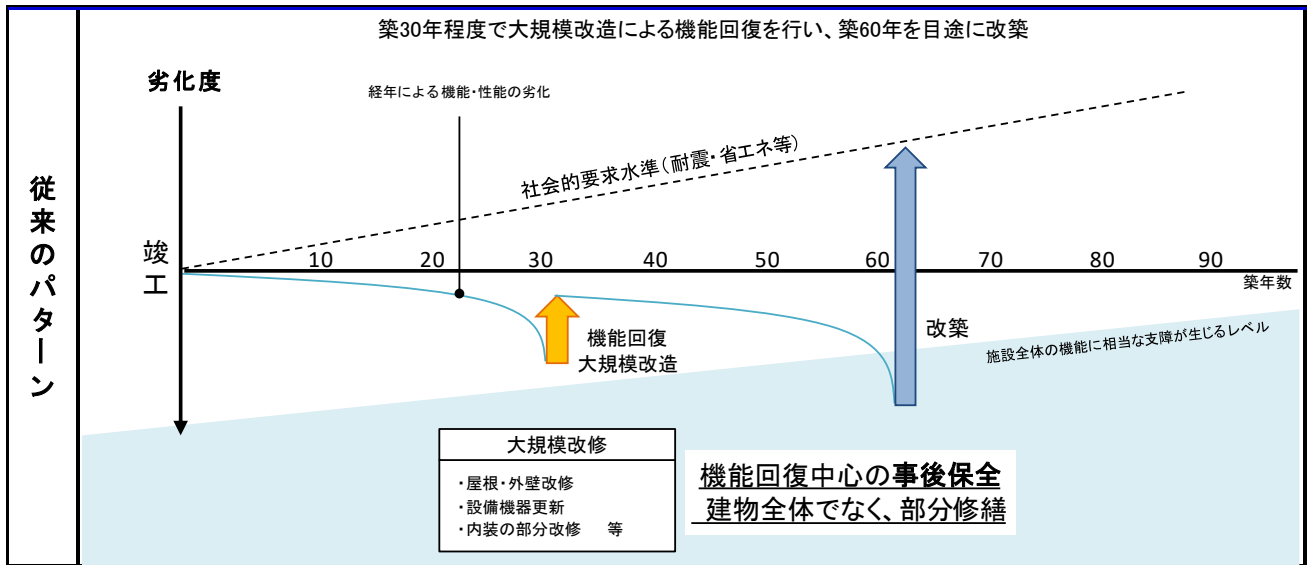 築30年程度で大規模改造による機能回復を行い、築60年を目途に改築
従来のパターン
劣化度
経年による機能・性能の劣化
社会的要求水準(耐震・省エネ等)
竣工
10 20 30 40 50 60 70 80 90
築年数
機能回復
大規模改造
改築
施設全体の機能に相当な支障が生じるレベル
大規模改修
・屋根・外壁改修
・設備機器更新
・内装の部分改修 等
機能回復中心の事後保全
建物全体でなく、部分修繕